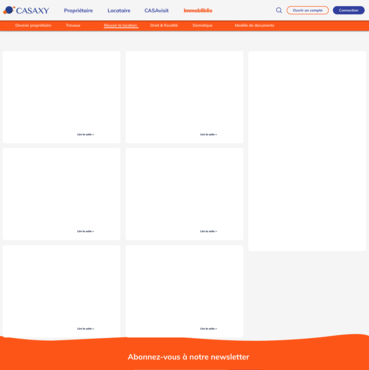 CASAXY Propriétaire Locataire CASAvisit Immobiblio Ouvrir un compte Connexion
Devenir propriétaire Travaux Réussir la location Droit & fiscalité Domotique Modèle de documents
Lire la suite » Lire la suite »
Lire la suite » Lire la suite »
Lire la suite » Lire la suite »
Abonnez-vous à notre newsletter